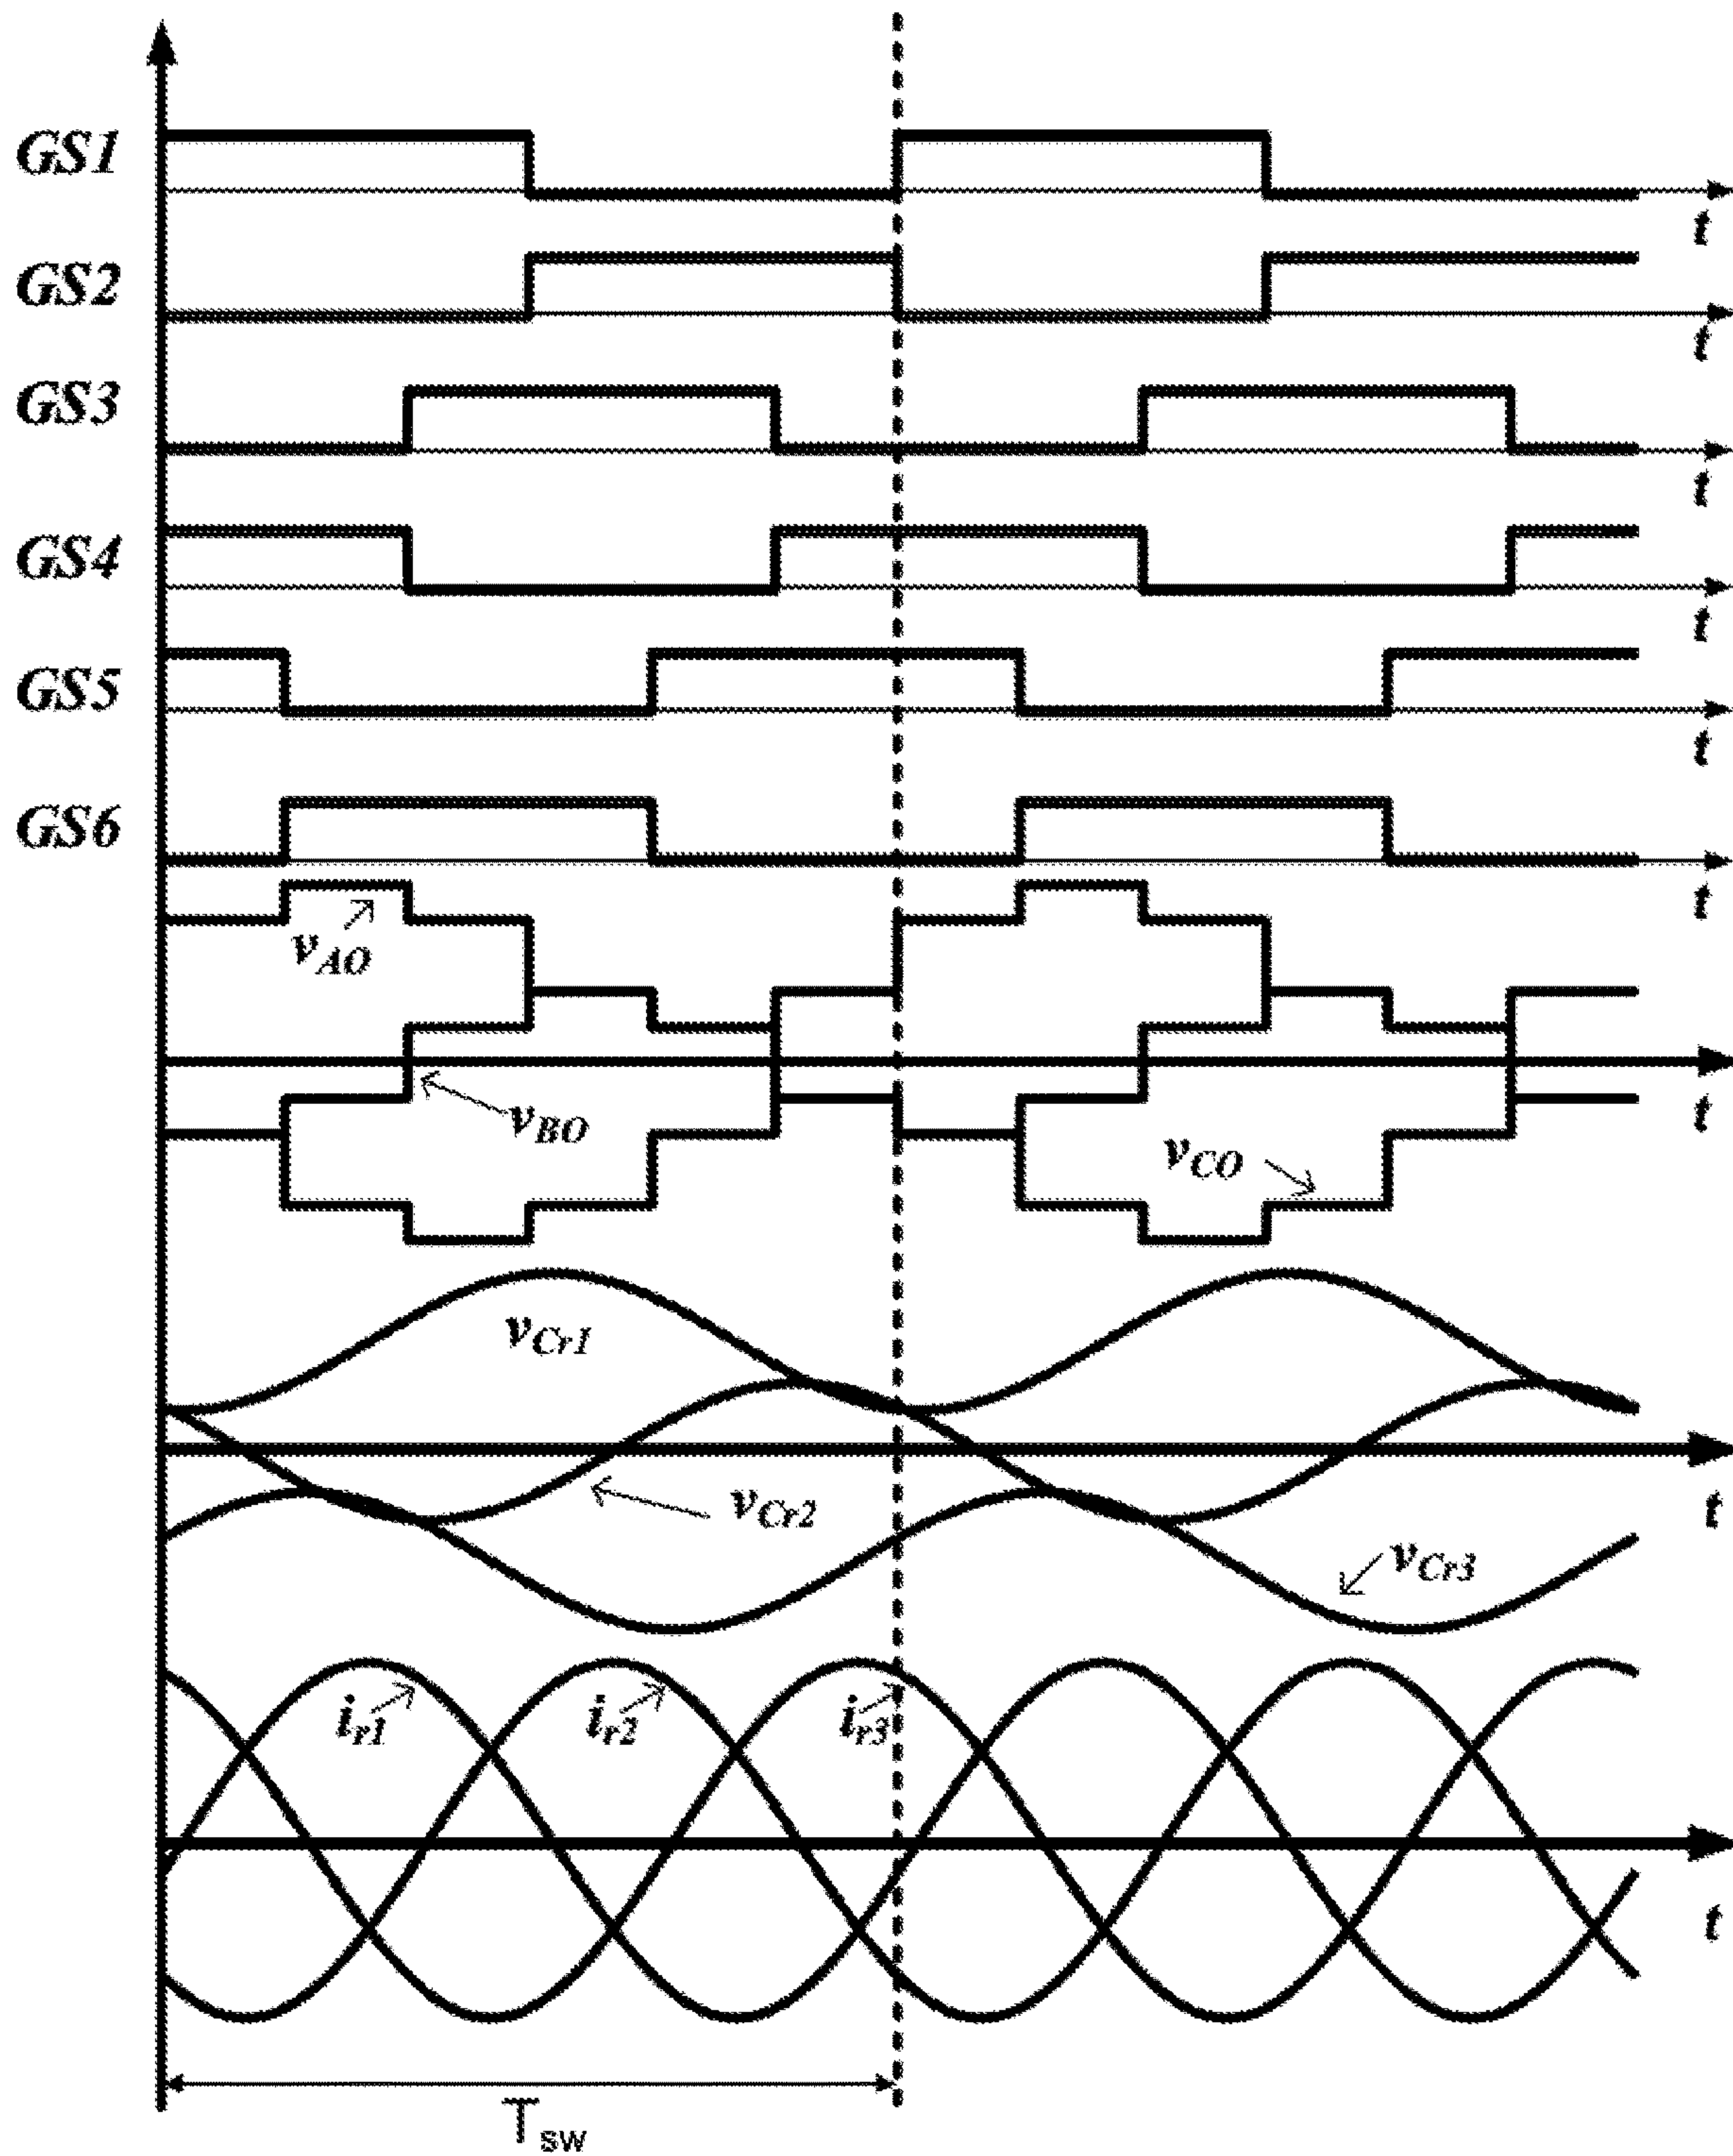 GS1
t
GS2
t
GS3
t
GS4
t
GS5
t
GS6
t
vAO
vBO
t
vCO
vCr1
vCr2
t
vCr3
ir1 ir2 ir3
t
Tsw